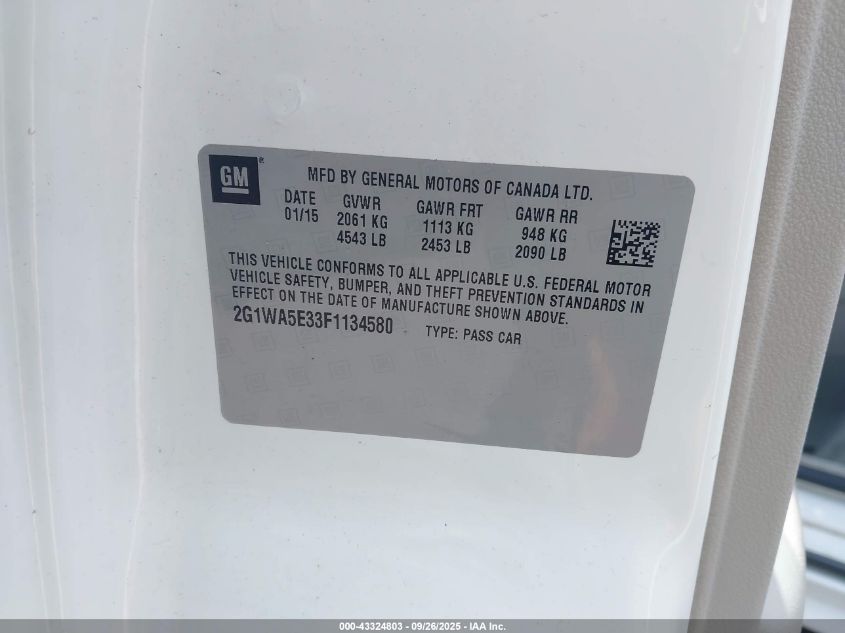 GM
MFD BY GENERAL MOTORS OF CANADA LTD.
DATE GVWR GAWR FRT GAWR RR
01/15 2061 KG 1113 KG 948 KG
4543 LB 2453 LB 2090 LB
THIS VEHICLE CONFORMS TO ALL APPLICABLE U.S. FEDERAL MOTOR
VEHICLE SAFETY, BUMPER, AND THEFT PREVENTION STANDARDS IN
EFFECT ON THE DATE OF MANUFACTURE SHOWN ABOVE.
2G1WA5E33F1134580 TYPE: PASS CAR
000-43324803 - 09/26/2025 - IAA Inc.